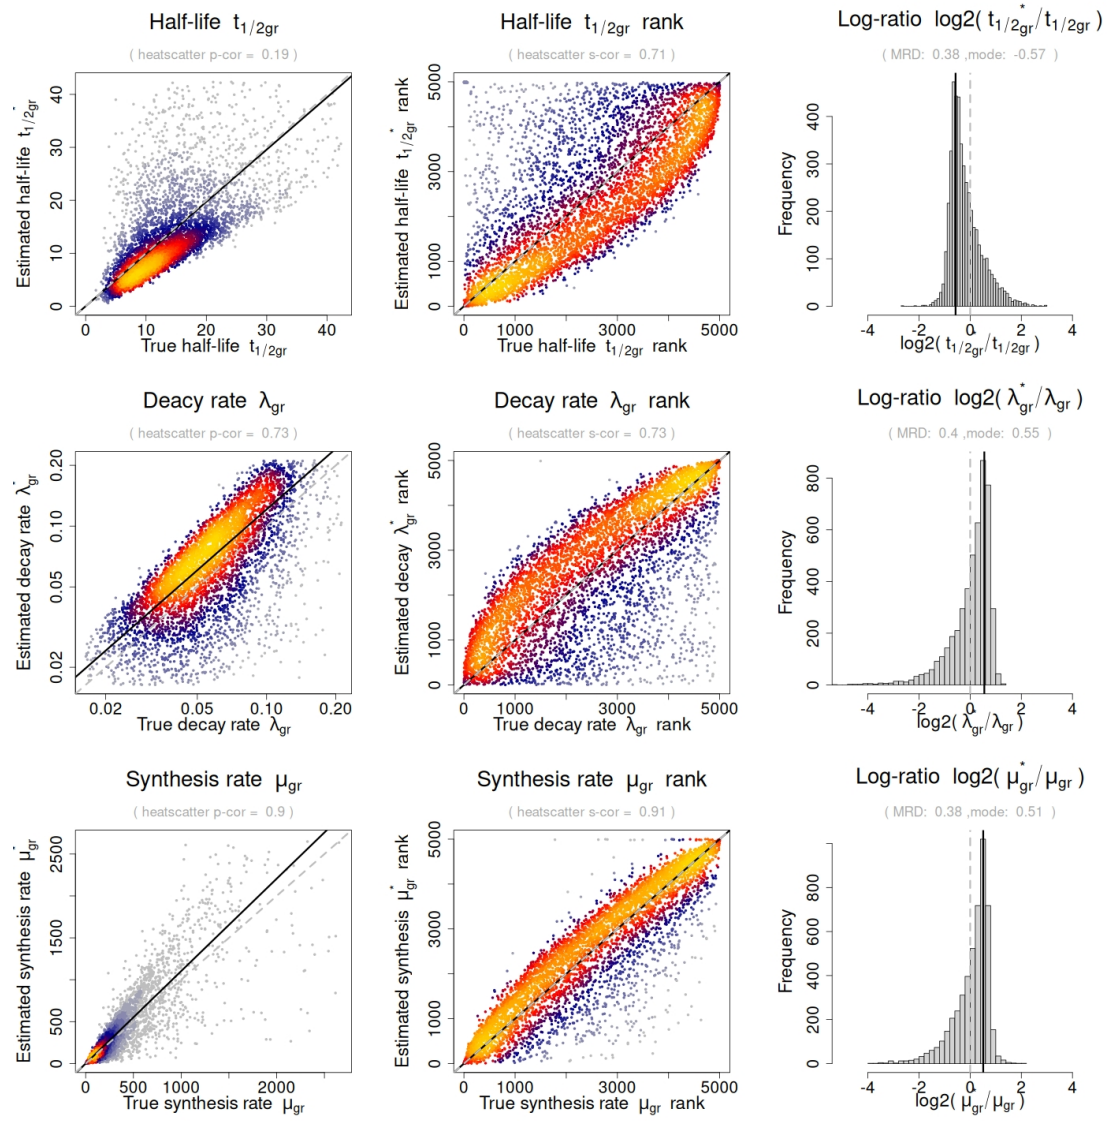 Half-life t1/2gr
( heatscatter p-cor = 0.19 )
Estimated half-life t*1/2gr
40
30
20
10
0
0 10 20 30 40
True half-life t1/2gr
Half-life t1/2gr rank
( heatscatter s-cor = 0.71 )
Estimated half-life t*1/2gr rank
5000
3000
1000
0
0 1000 3000 5000
True half-life t1/2gr rank
Log-ratio log2( t*1/2gr/t1/2gr )
( MRD: 0.38 ,mode: -0.57 )
Frequency
400
300
200
100
0
-4 -2 0 2 4
log2( t1/2gr/t1/2gr )
Deacy rate λgr
( heatscatter p-cor = 0.73 )
Estimated decay rate λ*gr
0.20
0.10
0.05
0.02
0.02 0.05 0.10 0.20
True decay rate λgr
Decay rate λgr rank
( heatscatter s-cor = 0.73 )
Estimated decay λ*gr rank
5000
3000
1000
0
0 1000 3000 5000
True decay rate λgr rank
Log-ratio log2( λ*gr/λgr )
( MRD: 0.4 ,mode: 0.55 )
Frequency
800
600
400
200
0
-4 -2 0 2 4
log2( λgr/λgr )
Synthesis rate μgr
( heatscatter p-cor = 0.9 )
Estimated synthesis rate μ*gr
2500
1500
500
0
0 500 1000 2000
True synthesis rate μgr
Synthesis rate μgr rank
( heatscatter s-cor = 0.91 )
Estimated synthesis μ*gr rank
5000
3000
1000
0
0 1000 3000 5000
True synthesis rate μgr rank
Log-ratio log2( μ*gr/μgr )
( MRD: 0.38 ,mode: 0.51 )
Frequency
800
600
400
200
0
-4 -2 0 2 4
log2( μgr/μgr )